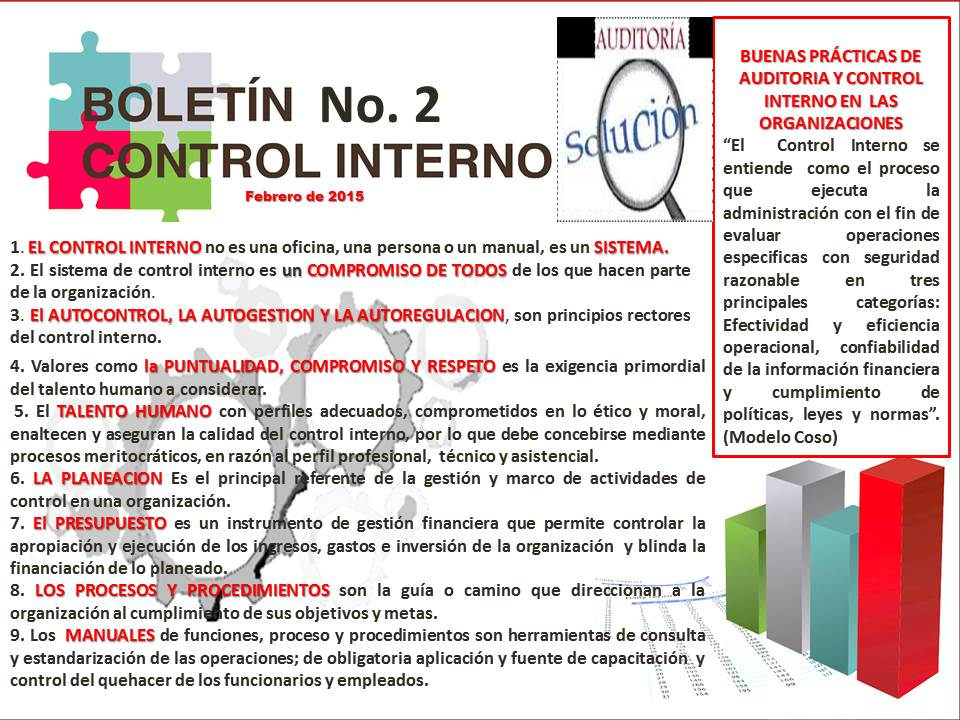 BOLETÍN No. 2
CONTROL INTERNO
Febrero de 2015
AUDITORÍA
Solución
BUENAS PRÁCTICAS DE
AUDITORIA Y CONTROL
INTERNO EN LAS
ORGANIZACIONES
“El Control Interno se
entiende como el proceso
que ejecuta la
administración con el fin de
evaluar operaciones
especificas con seguridad
razonable en tres
principales categorías:
Efectividad y eficiencia
operacional, confiabilidad
de la información financiera
y cumplimiento de
políticas, leyes y normas”.
(Modelo Coso)
1. EL CONTROL INTERNO no es una oficina, una persona o un manual, es un SISTEMA.
2. El sistema de control interno es un COMPROMISO DE TODOS de los que hacen parte
de la organización.
3. El AUTOCONTROL, LA AUTOGESTION Y LA AUTOREGULACION, son principios rectores
del control interno.
4. Valores como la PUNTUALIDAD, COMPROMISO Y RESPETO es la exigencia primordial
del talento humano a considerar.
5. El TALENTO HUMANO con perfiles adecuados, comprometidos en lo ético y moral,
enaltecen y aseguran la calidad del control interno, por lo que debe concebirse mediante
procesos meritocráticos, en razón al perfil profesional, técnico y asistencial.
6. LA PLANEACION Es el principal referente de la gestión y marco de actividades de
control en una organización.
7. El PRESUPUESTO es un instrumento de gestión financiera que permite controlar la
apropiación y ejecución de los ingresos, gastos e inversión de la organización y blinda la
financiación de lo planeado.
8. LOS PROCESOS Y PROCEDIMIENTOS son la guía o camino que direccionan a la
organización al cumplimiento de sus objetivos y metas.
9. Los MANUALES de funciones, proceso y procedimientos son herramientas de consulta
y estandarización de las operaciones; de obligatoria aplicación y fuente de capacitación y
control del quehacer de los funcionarios y empleados.